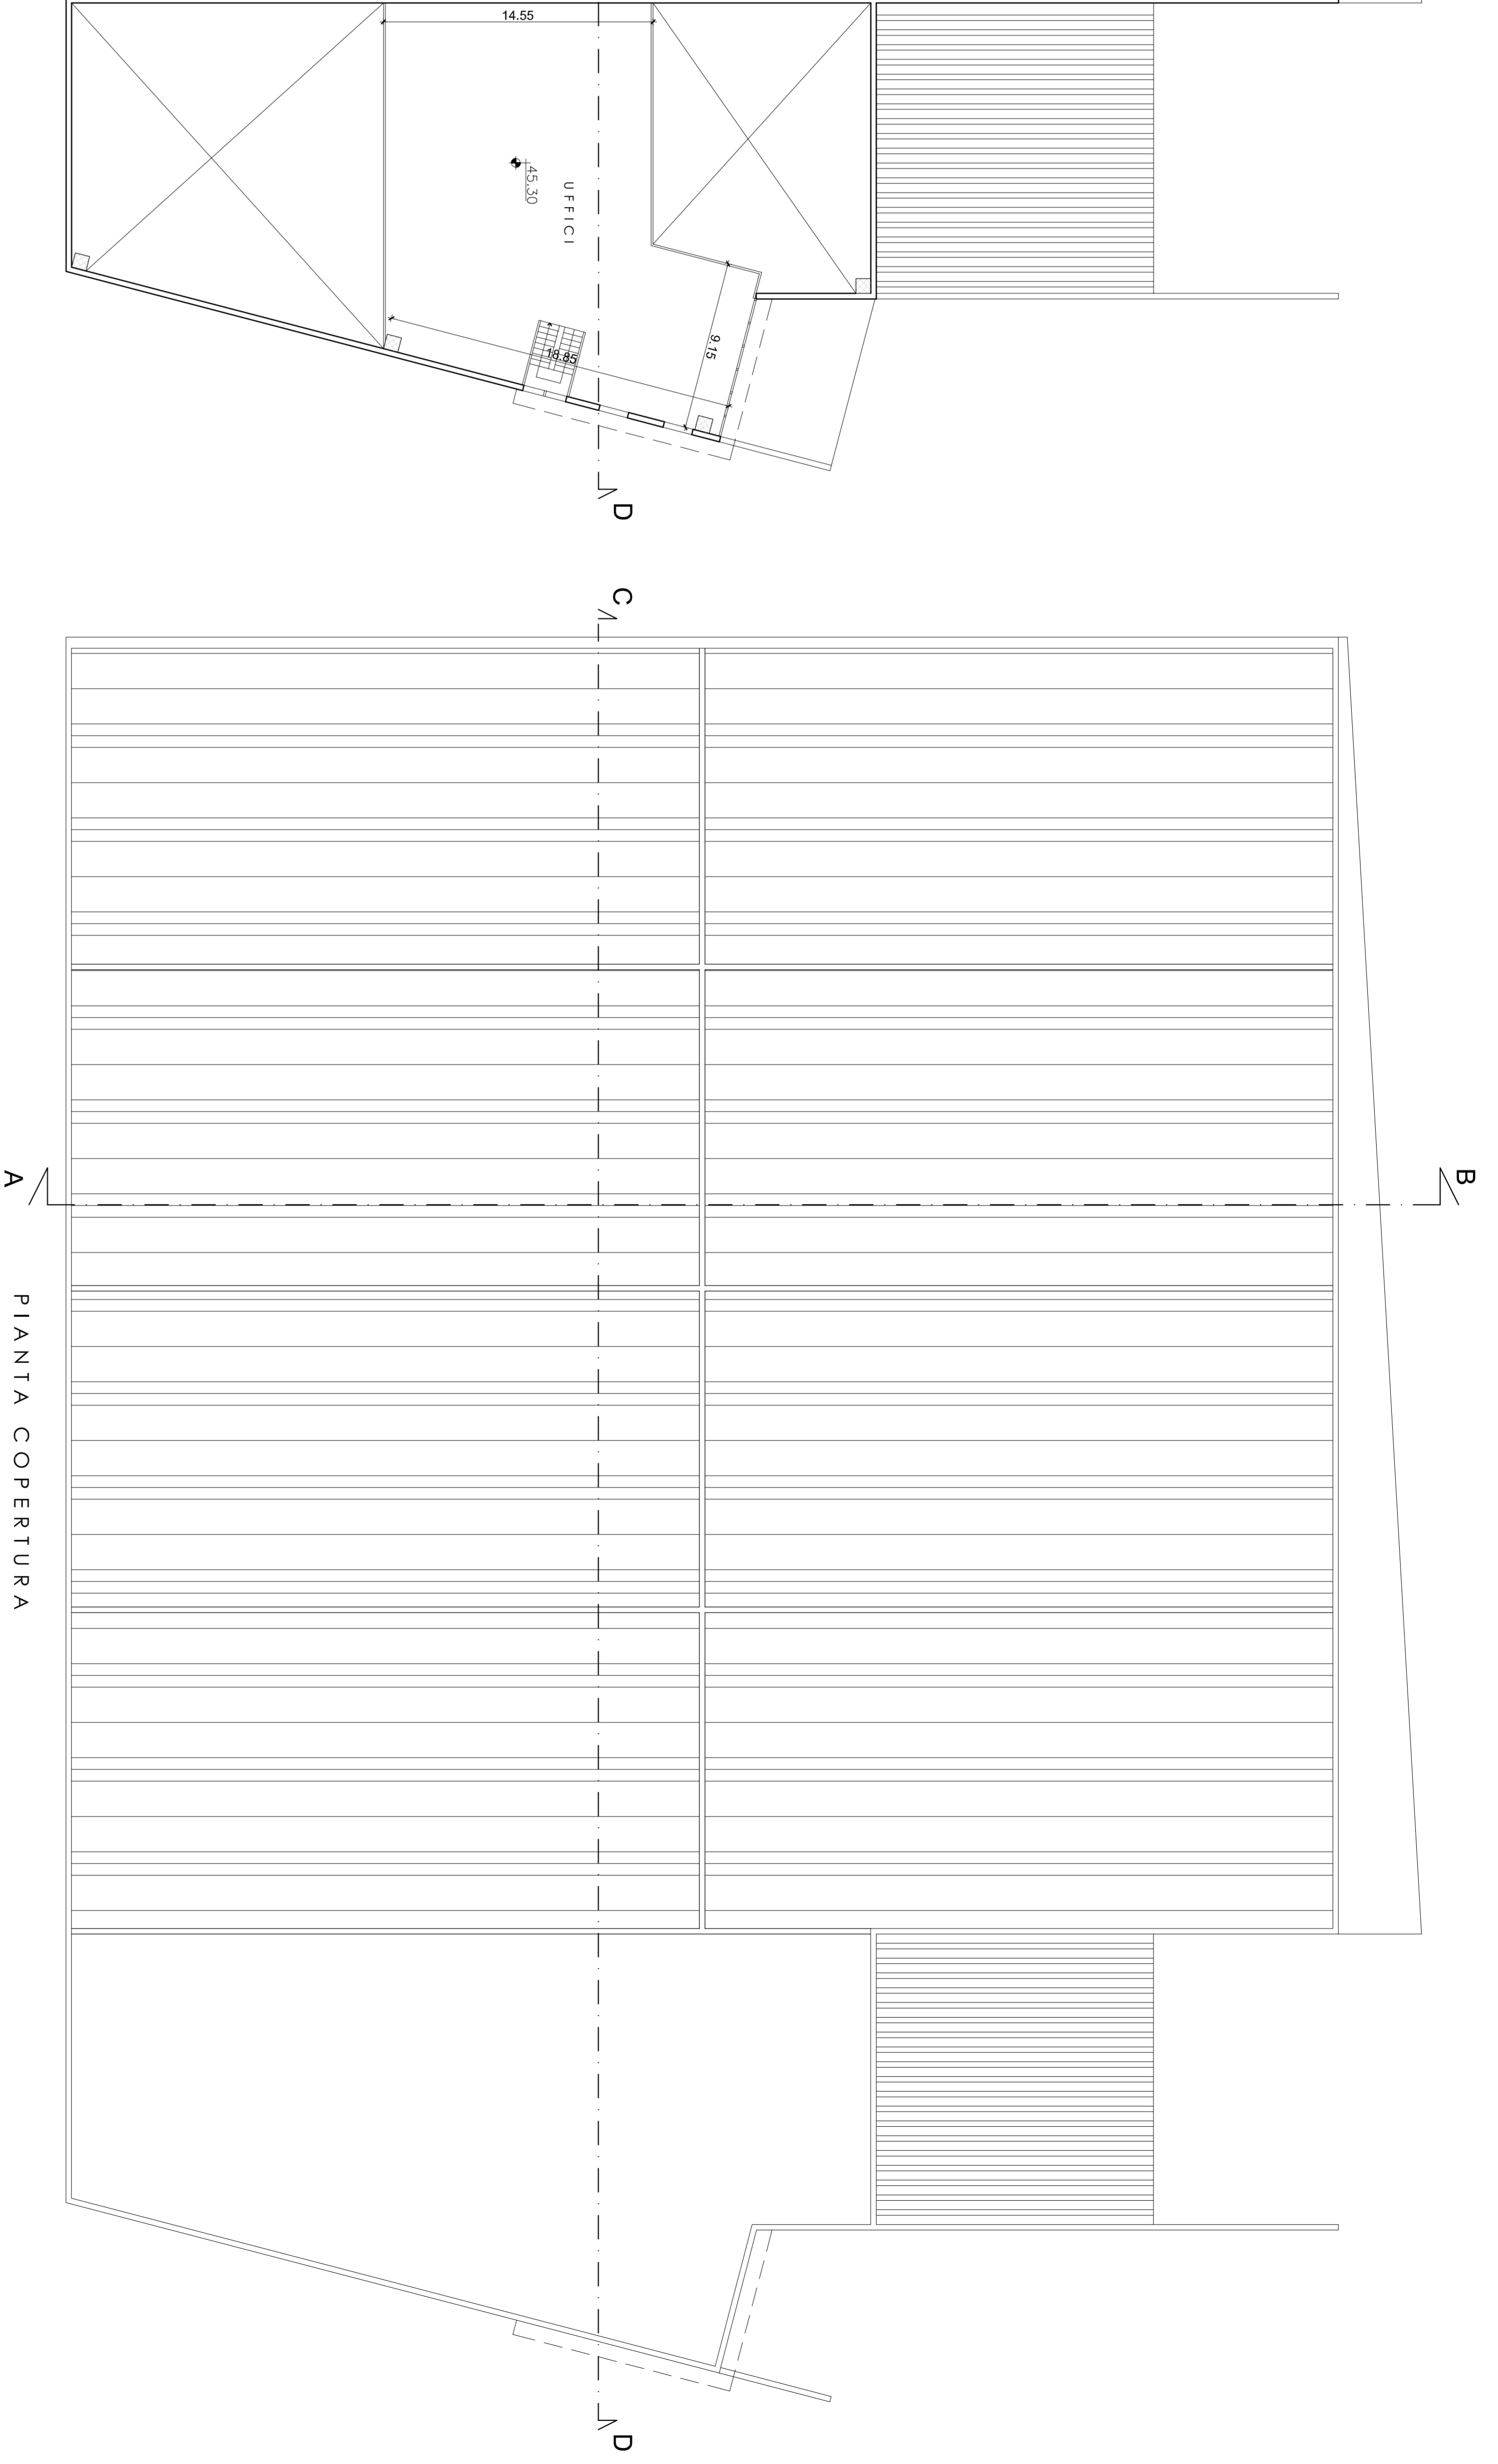 14.55
45.30
UFFICI
18.85
9.15
D
C
A
B
PIANTA COPERTURA
D